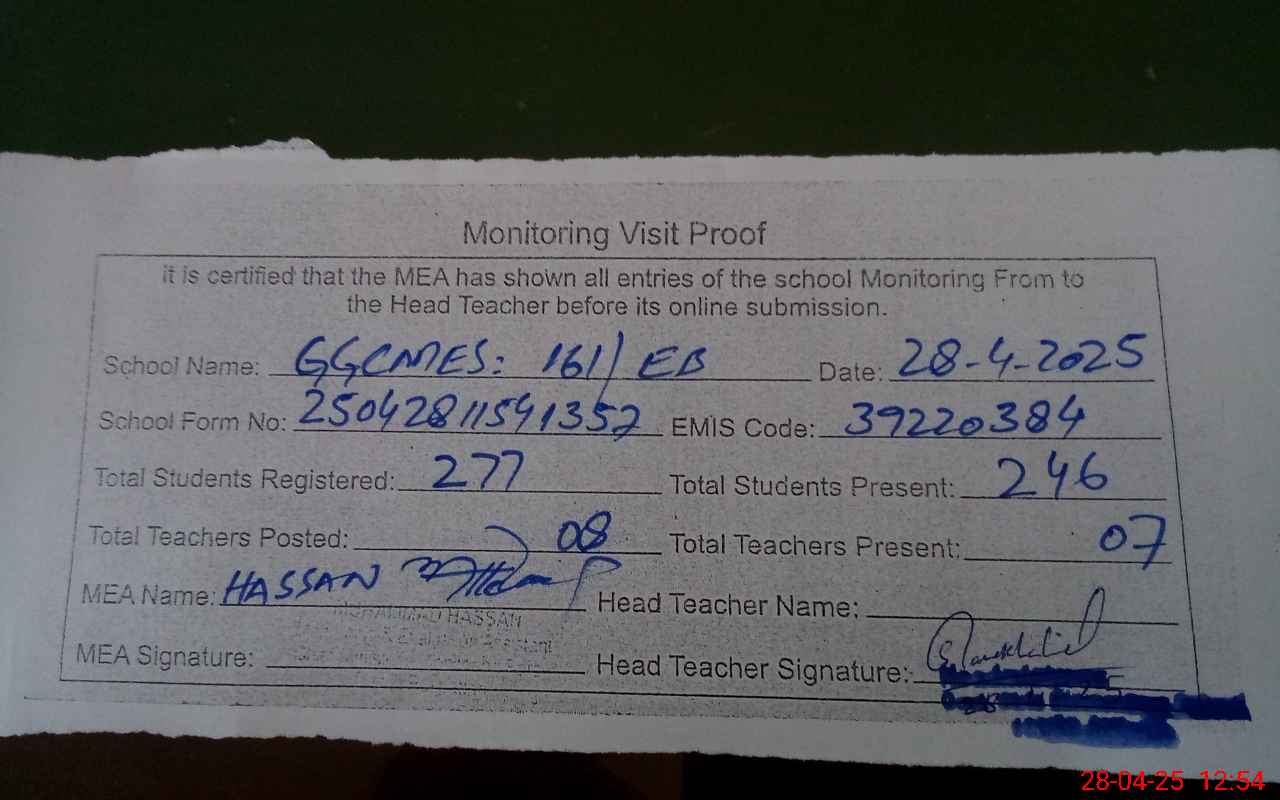 Monitoring Visit Proof
It is certified that the MEA has shown all entries of the school Monitoring From to
the Head Teacher before its online submission.
School Name: GGCMES: 161/EB Date: 28-4-2025
School Form No: 25042811541352 EMIS Code: 39220384
Total Students Registered: 277 Total Students Present: 246
Total Teachers Posted: 08 Total Teachers Present: 07
MEA Name: HASSAN Head Teacher Name:
MUHAMMAD HASSAN
MEA Signature: Head Teacher Signature:
28-04-25 12:54